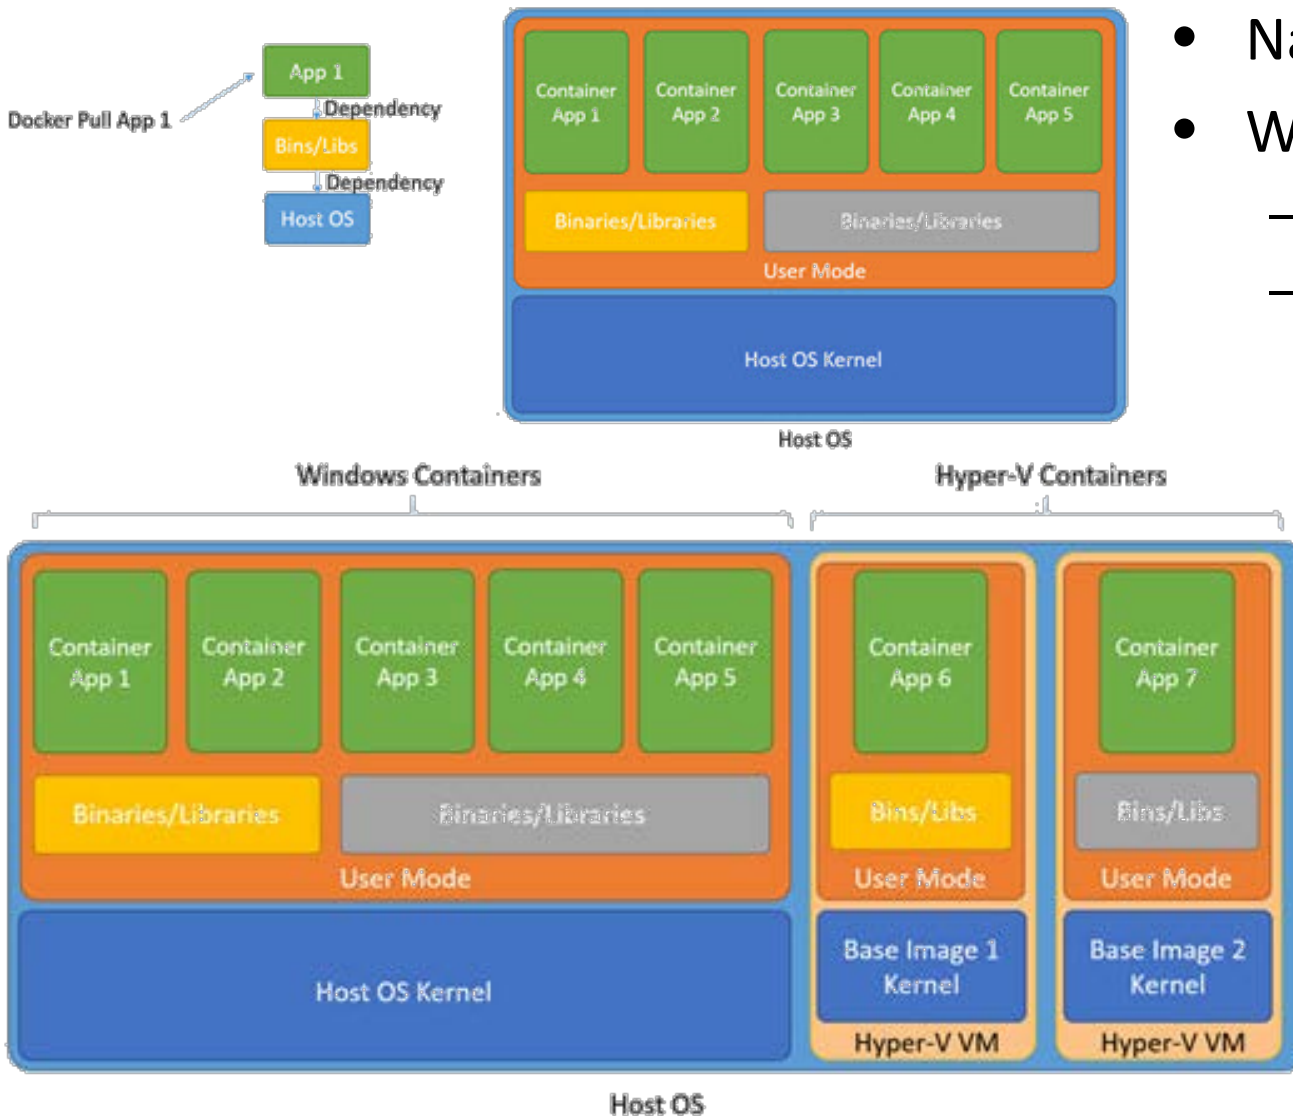 Docker Pull App 1
App 1
Dependency
Bins/Libs
Dependency
Host OS
Container
App 1
Container
App 2
Container
App 3
Container
App 4
Container
App 5
Binaries/Libraries
Binaries/Libraries
User Mode
Host OS Kernel
Host OS
• Na
• W
–
–
Windows Containers
Hyper-V Containers
Container
App 1
Container
App 2
Container
App 3
Container
App 4
Container
App 5
Binaries/Libraries
Binaries/Libraries
User Mode
Host OS Kernel
Container
App 6
Bins/Libs
User Mode
Base Image 1
Kernel
Hyper-V VM
Container
App 7
Bins/Libs
User Mode
Base Image 2
Kernel
Hyper-V VM
Host OS